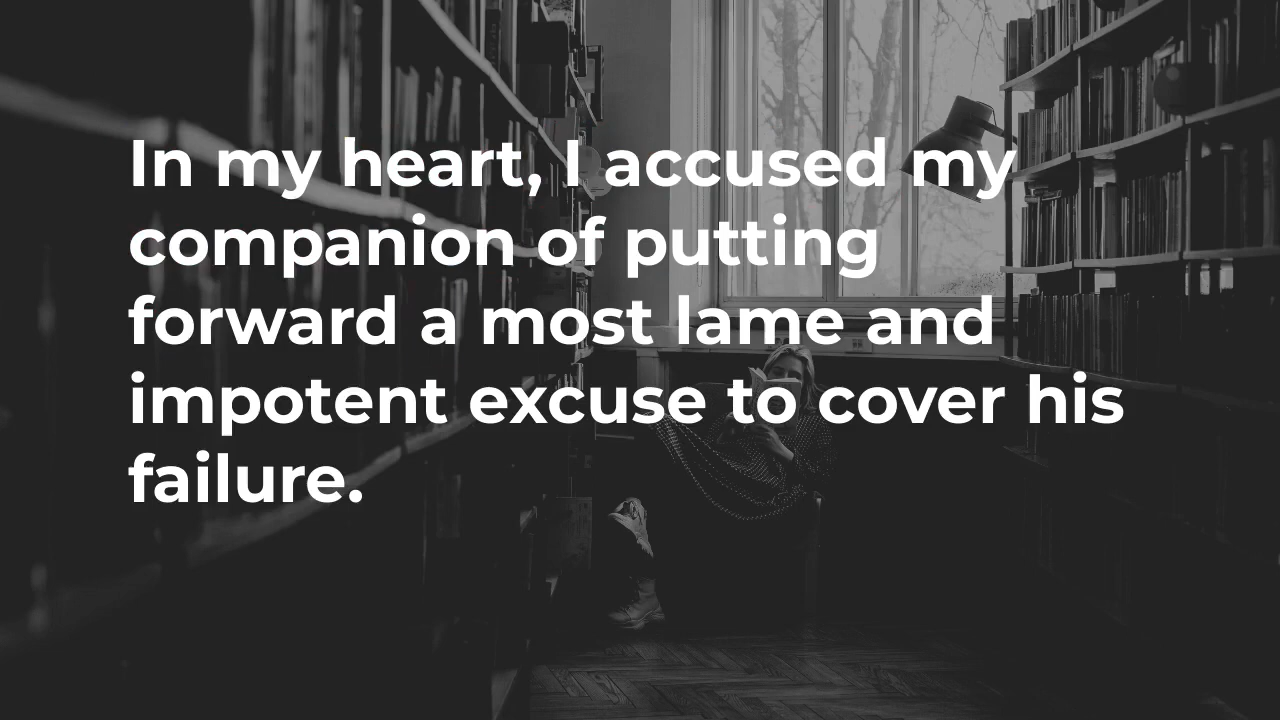 In my heart, I accused my
companion of putting
forward a most lame and
impotent excuse to cover his
failure.